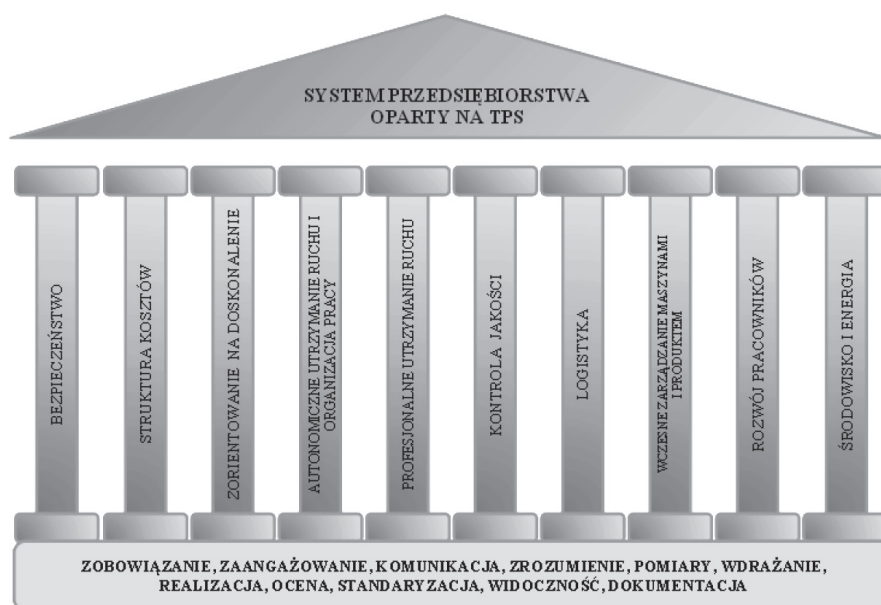 SYSTEM PRZEDSIĘBIORSTWA
OPARTY NA TPS
BEZPIECZEŃSTWO
STRUKTURA KOSZTÓW
ZORIENTOWANIE NA DOSKONALENIE
AUTONOMICZNE UTRZYMANIE RUCHU I
ORGANIZACJA PRACY
PROFESJONALNE UTRZYMANIE RUCHU
KONTROLA JAKOŚCI
LOGISTYKA
WCZESNE ZARZĄDZANIE MASZYNAMI
I PRODUKTEM
ROZWÓJ PRACOWNIKÓW
ŚRODOWISKO I ENERGIA
ZOBOWIĄZANIE, ZAANGAŻOWANIE, KOMUNIKACJA, ZROZUMIENIE, POMIARY, WDRAŻANIE,
REALIZACJA, OCENA, STANDARYZACJA, WIDOCZNOŚĆ, DOKUMENTACJA